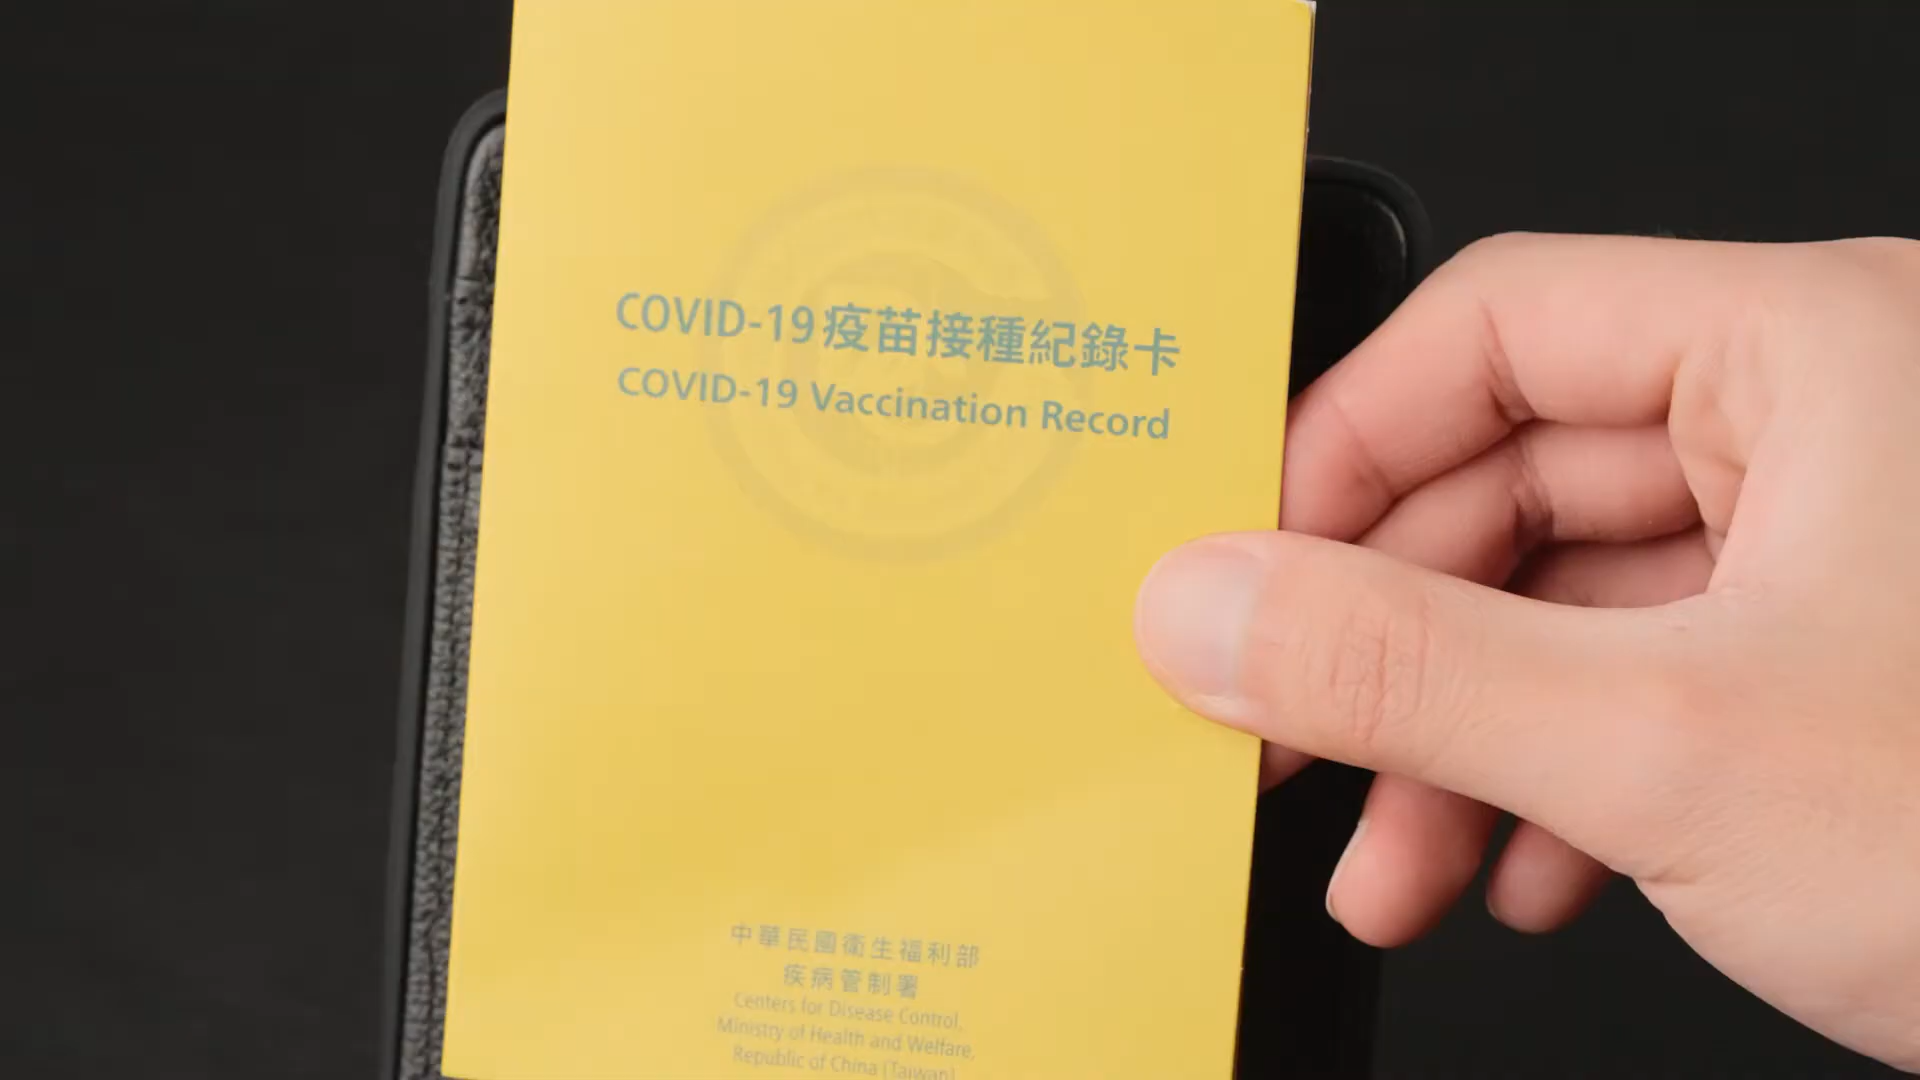 COVID-19疫苗接種紀錄卡
COVID-19 Vaccination Record
中華民國衛生福利部
疾病管制署
Centers for Disease Control,
Ministry of Health and Welfare,
Republic of China (Taiwan)